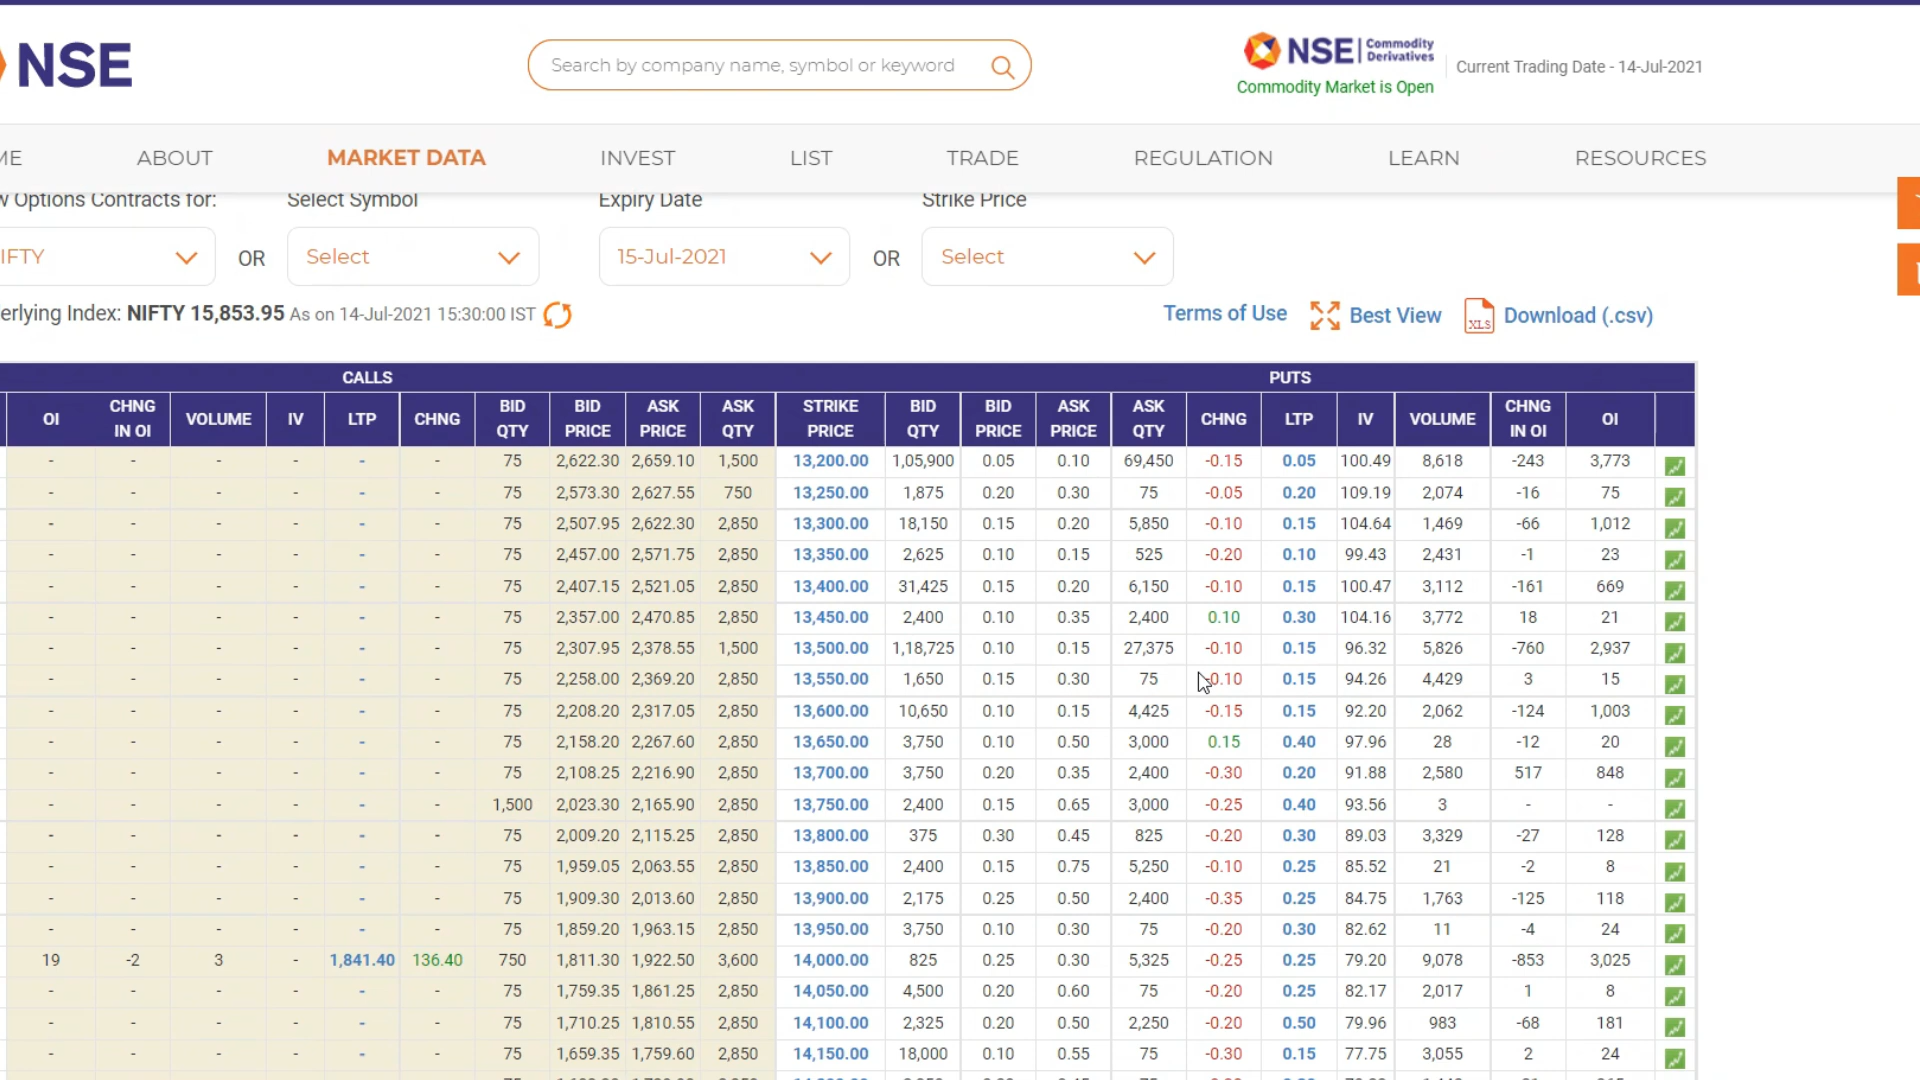 NSE
Search by company name, symbol or keyword
NSE | Commodity Derivatives
Commodity Market is Open
Current Trading Date - 14-Jul-2021
ME ABOUT MARKET DATA INVEST LIST TRADE REGULATION LEARN RESOURCES
w Options Contracts for: Select Symbol Expiry Date Strike Price
IFTY OR Select 15-Jul-2021 OR Select
erlying Index: NIFTY 15,853.95 As on 14-Jul-2021 15:30:00 IST Terms of Use Best View XLS Download (.csv)
CALLS PUTS
OI CHNG IN OI VOLUME IV LTP CHNG BID QTY BID PRICE ASK PRICE ASK QTY STRIKE PRICE BID QTY BID PRICE ASK PRICE ASK QTY CHNG LTP IV VOLUME CHNG IN OI OI
- - - - - - 75 2,622.30 2,659.10 1,500 13,200.00 1,05,900 0.05 0.10 69,450 -0.15 0.05 100.49 8,618 -243 3,773
- - - - - - 75 2,573.30 2,627.55 750 13,250.00 1,875 0.20 0.30 75 -0.05 0.20 109.19 2,074 -16 75
- - - - - - 75 2,507.95 2,622.30 2,850 13,300.00 18,150 0.15 0.20 5,850 -0.10 0.15 104.64 1,469 -66 1,012
- - - - - - 75 2,457.00 2,571.75 2,850 13,350.00 2,625 0.10 0.15 525 -0.20 0.10 99.43 2,431 -1 23
- - - - - - 75 2,407.15 2,521.05 2,850 13,400.00 31,425 0.15 0.20 6,150 -0.10 0.15 100.47 3,112 -161 669
- - - - - - 75 2,357.00 2,470.85 2,850 13,450.00 2,400 0.10 0.35 2,400 0.10 0.30 104.16 3,772 18 21
- - - - - - 75 2,307.95 2,378.55 1,500 13,500.00 1,18,725 0.10 0.15 27,375 -0.10 0.15 96.32 5,826 -760 2,937
- - - - - - 75 2,258.00 2,369.20 2,850 13,550.00 1,650 0.15 0.30 75 -0.10 0.15 94.26 4,429 3 15
- - - - - - 75 2,208.20 2,317.05 2,850 13,600.00 10,650 0.10 0.15 4,425 -0.15 0.15 92.20 2,062 -124 1,003
- - - - - - 75 2,158.20 2,267.60 2,850 13,650.00 3,750 0.10 0.50 3,000 0.15 0.40 97.96 28 -12 20
- - - - - - 75 2,108.25 2,216.90 2,850 13,700.00 3,750 0.20 0.35 2,400 -0.30 0.20 91.88 2,580 517 848
- - - - - - 1,500 2,023.30 2,165.90 2,850 13,750.00 2,400 0.15 0.65 3,000 -0.25 0.40 93.56 3 - -
- - - - - - 75 2,009.20 2,115.25 2,850 13,800.00 375 0.30 0.45 825 -0.20 0.30 89.03 3,329 -27 128
- - - - - - 75 1,959.05 2,063.55 2,850 13,850.00 2,400 0.15 0.75 5,250 -0.10 0.25 85.52 21 -2 8
- - - - - - 75 1,909.30 2,013.60 2,850 13,900.00 2,175 0.25 0.50 2,400 -0.35 0.25 84.75 1,763 -125 118
- - - - - - 75 1,859.20 1,963.15 2,850 13,950.00 3,750 0.10 0.30 75 -0.20 0.30 82.62 11 -4 24
19 -2 3 - 1,841.40 136.40 750 1,811.30 1,922.50 3,600 14,000.00 825 0.25 0.30 5,325 -0.25 0.25 79.20 9,078 -853 3,025
- - - - - - 75 1,759.35 1,861.25 2,850 14,050.00 4,500 0.20 0.60 75 -0.20 0.25 82.17 2,017 1 8
- - - - - - 75 1,710.25 1,810.55 2,850 14,100.00 2,325 0.20 0.50 2,250 -0.20 0.50 79.96 983 -68 181
- - - - - - 75 1,659.35 1,759.60 2,850 14,150.00 18,000 0.10 0.55 75 -0.30 0.15 77.75 3,055 2 24